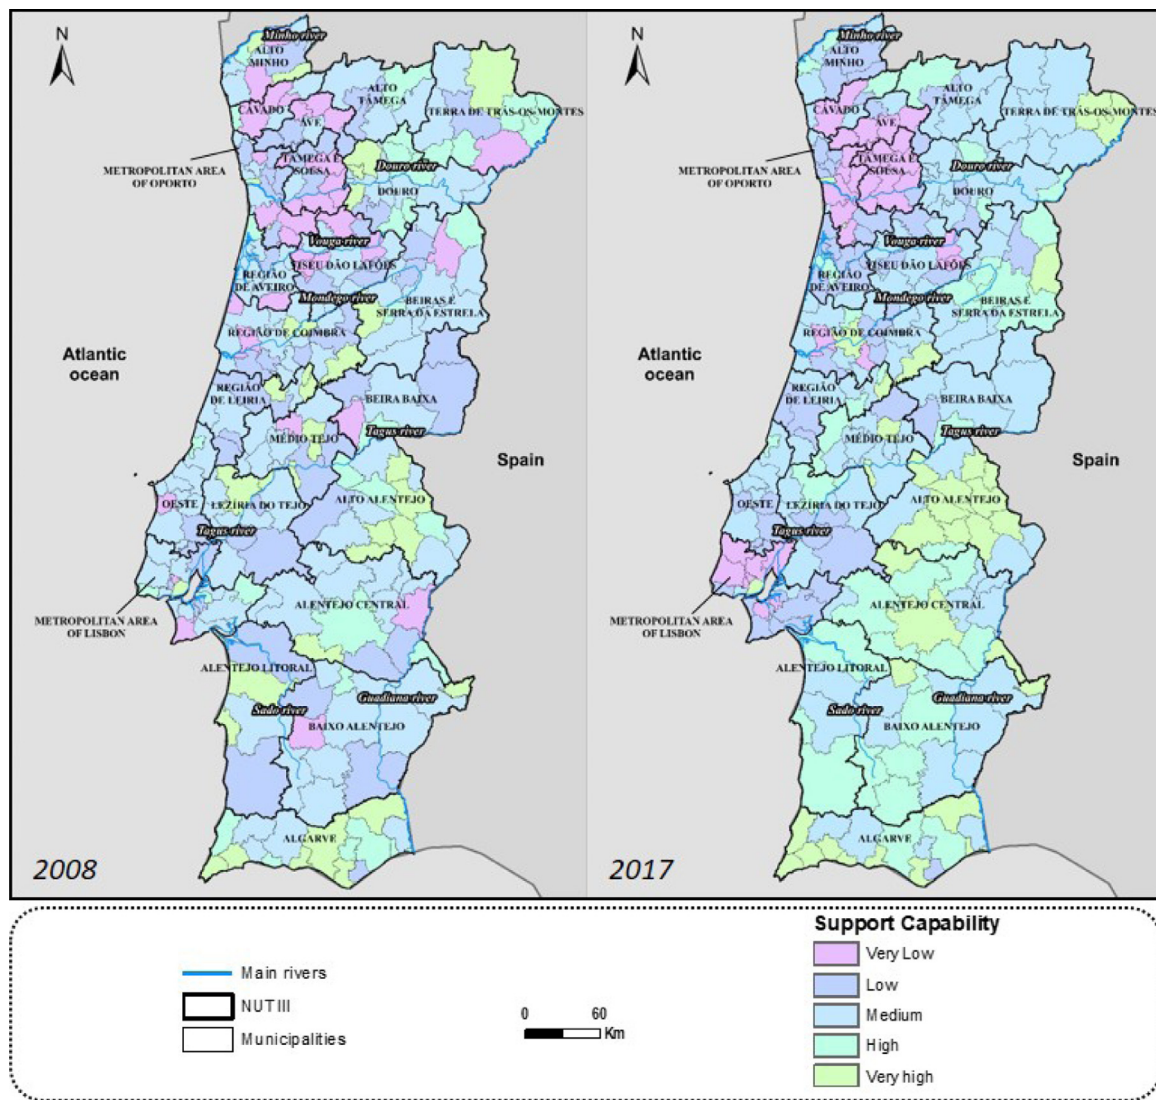 N
Minho river
ALTO
MINHO
CAVADO
AVE
ALTO
TÂMEGA
TERRA DE TRÁS-OS-MONTES
METROPOLITAN AREA
OF OPORTO
TÂMEGA E
SOUSA
Douro river
DOURO
Vouga river
VISEU DÃO LAFÕES
REGIÃO
DE AVEIRO
Mondego river
BEIRAS E
SERRA DA ESTRELA
REGIÃO DE COIMBRA
Atlantic
ocean
REGIÃO
DE LEIRIA
BEIRA BAIXA
MÉDIO TEJO
Tagus river
Spain
OESTE
LEZÍRIA DO TEJO
ALTO ALENTEJO
Tagus river
METROPOLITAN AREA
OF LISBON
ALENTEJO CENTRAL
ALENTEJO LITORAL
Guadiana river
Sado river
BAIXO ALENTEJO
ALGARVE
2008
N
Minho river
ALTO
MINHO
CAVADO
AVE
ALTO
TÂMEGA
TERRA DE TRÁS-OS-MONTES
METROPOLITAN AREA
OF OPORTO
TÂMEGA E
SOUSA
Douro river
DOURO
Vouga river
VISEU DÃO LAFÕES
REGIÃO
DE AVEIRO
Mondego river
BEIRAS E
SERRA DA ESTRELA
REGIÃO DE COIMBRA
Atlantic
ocean
REGIÃO
DE LEIRIA
BEIRA BAIXA
MÉDIO TEJO
Tagus river
Spain
OESTE
LEZÍRIA DO TEJO
ALTO ALENTEJO
Tagus river
METROPOLITAN AREA
OF LISBON
ALENTEJO CENTRAL
ALENTEJO LITORAL
Guadiana river
Sado river
BAIXO ALENTEJO
ALGARVE
2017
Main rivers
NUT III
Municipalities
0 60
Km
Support Capability
Very Low
Low
Medium
High
Very high